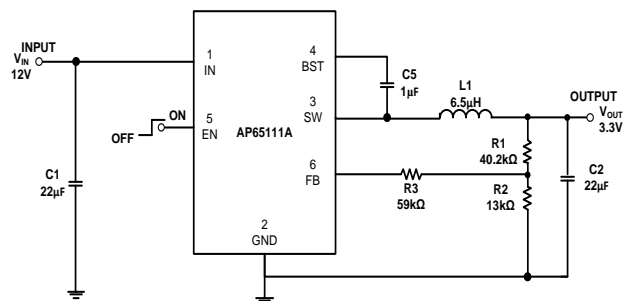 INPUT
VIN
12V
C1
22µF
ON
OFF
1
IN
5
EN
AP65111A
4
BST
3
SW
6
FB
2
GND
C5
1µF
L1
6.5µH
R3
59kΩ
R1
40.2kΩ
R2
13kΩ
C2
22µF
OUTPUT
VOUT
3.3V